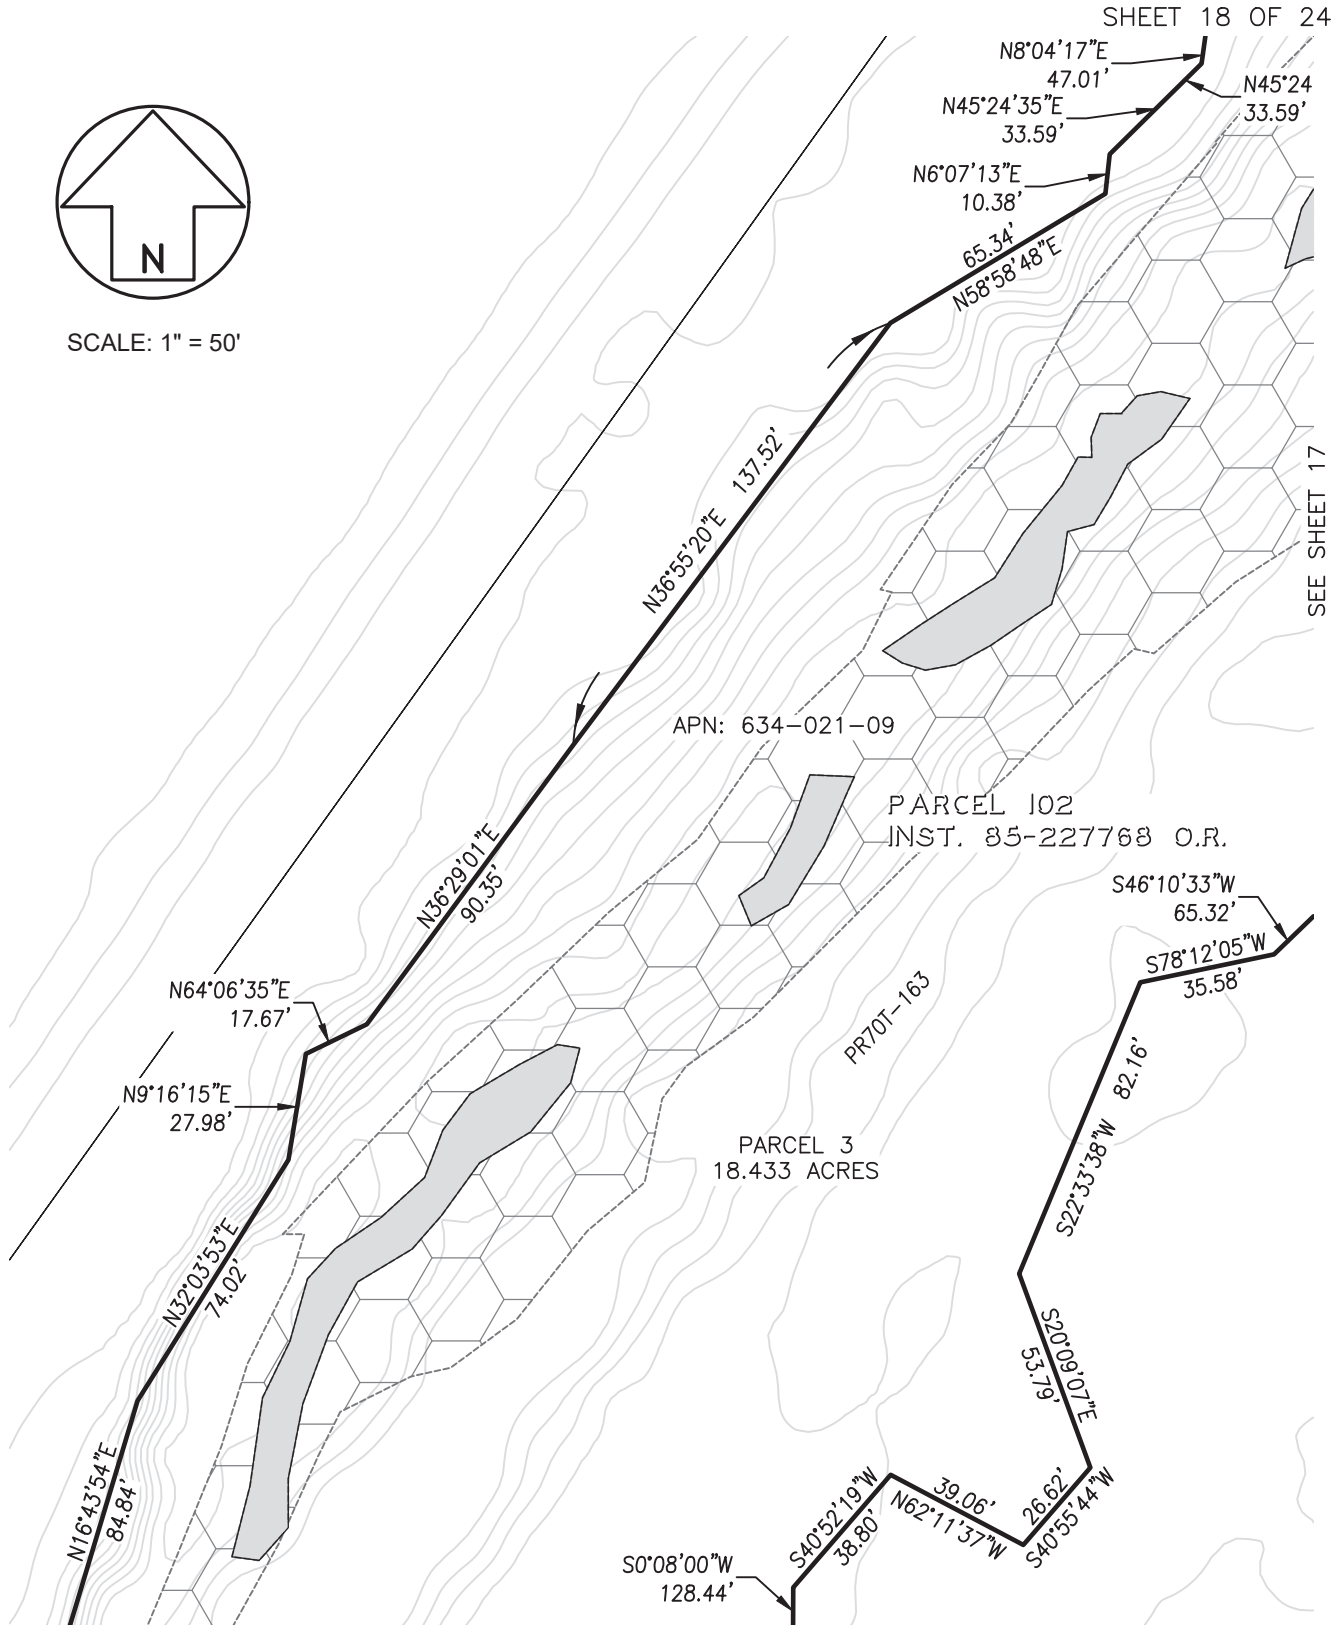 SHEET 18 OF 24
N8°04'17"E
47.01'
N45°24
33.59'
N45°24'35"E
33.59'
N6°07'13"E
10.38'
65.34'
N58°58'48"E
N
SCALE: 1" = 50'
137.52'
N36°55'20"E
SEE SHEET 17
APN: 634-021-09
PARCEL 102
INST. 85-227768 O.R.
N36°29'01"E
90.35'
S46°10'33"W
65.32'
S78°12'05"W
35.58'
N64°06'35"E
17.67'
PR70T-163
82.16'
S22°33'38"W
N9°16'15"E
27.98'
PARCEL 3
18.433 ACRES
N32°03'53"E
74.02'
S20°09'07"E
53.79'
N16°43'54"E
84.84'
S40°52'19"W
38.80'
39.06'
N62°11'37"W
26.62'
S40°55'44"W
S0°08'00"W
128.44'